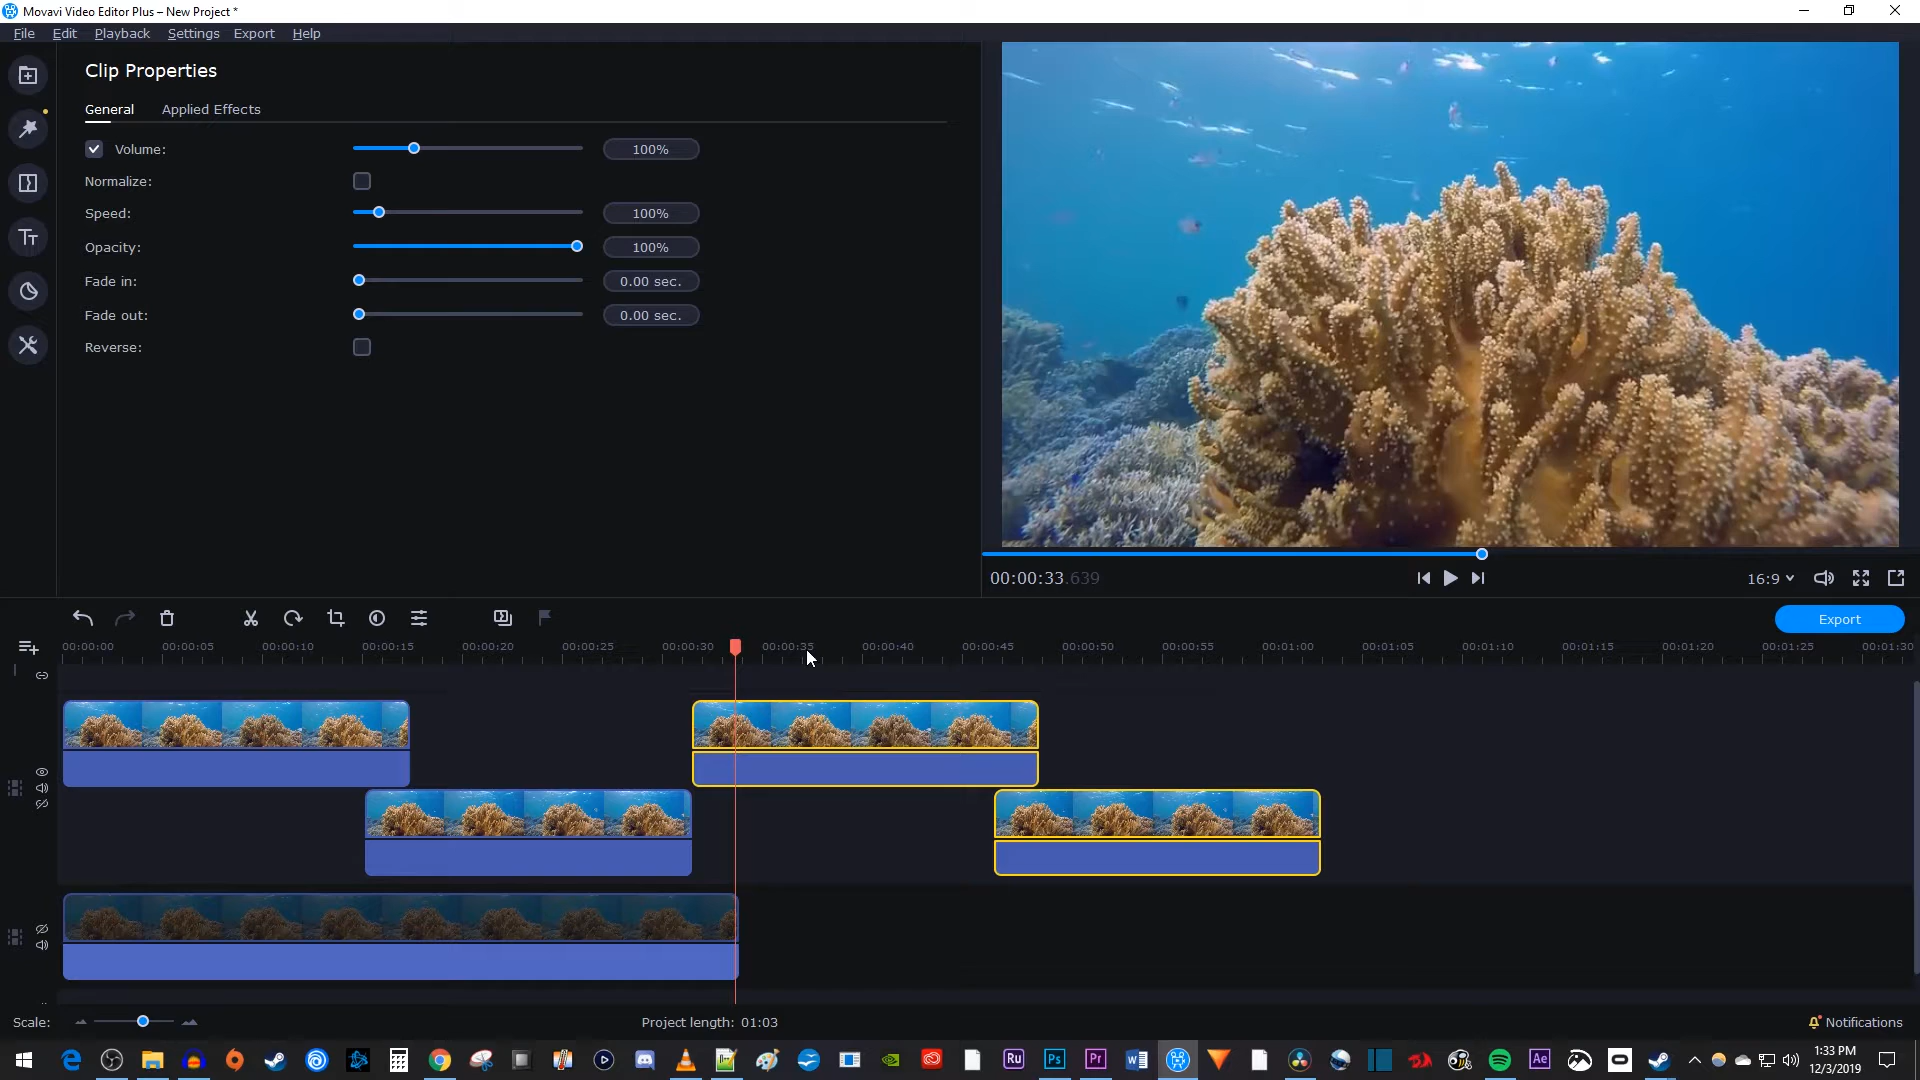 Movavi Video Editor Plus – New Project *
File Edit Playback Settings Export Help
Clip Properties
General Applied Effects
Volume: 100%
Normalize:
Speed: 100%
Opacity: 100%
Fade in: 0.00 sec.
Fade out: 0.00 sec.
Reverse:
00:00:33.639
16:9
Export
00:00:00 00:00:05 00:00:10 00:00:15 00:00:20 00:00:25 00:00:30 00:00:35 00:00:40 00:00:45 00:00:50 00:00:55 00:01:00 00:01:05 00:01:10 00:01:15 00:01:20 00:01:25 00:01:30
Scale:
Project length: 01:03
Notifications
Ru Ps Pr Ae
1:33 PM
12/3/2019